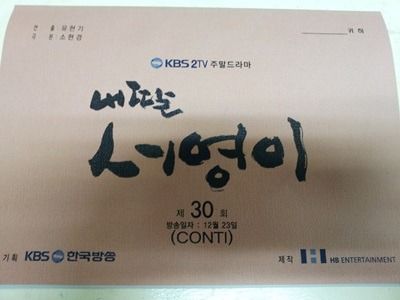 연 출 유현기
극 본 소현경
귀하
KBS 2TV 주말드라마
내 딸
서영이
제 30 회
방송일자 : 12월 23일
(CONTI)
기획 KBS 한국방송
제작 HB ENTERTAINMENT